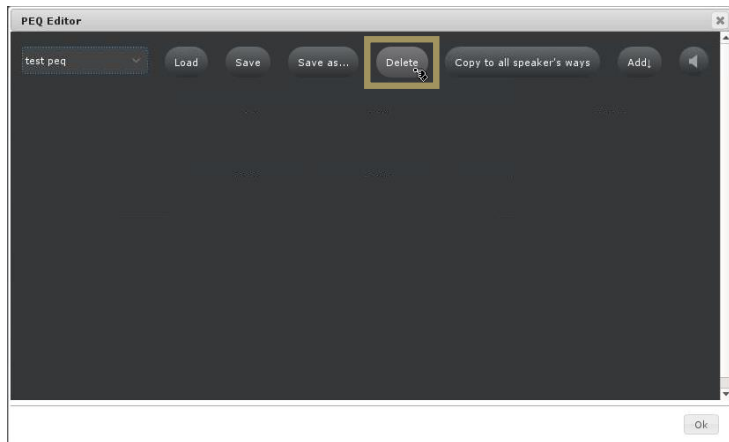 PEQ Editor
test peq Load Save Save as... Delete Copy to all speaker's ways Add↓
Ok